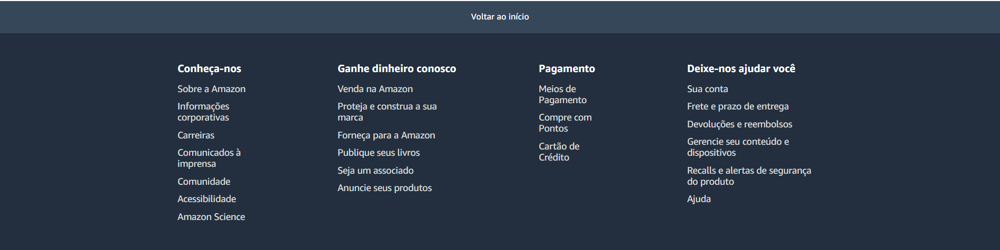 Voltar ao início
Conheça-nos
Sobre a Amazon
Informações
corporativas
Carreiras
Comunicados à
imprensa
Comunidade
Acessibilidade
Amazon Science
Ganhe dinheiro conosco
Venda na Amazon
Proteja e construa a sua
marca
Forneça para a Amazon
Publique seus livros
Seja um associado
Anuncie seus produtos
Pagamento
Meios de
Pagamento
Compre com
Pontos
Cartão de
Crédito
Deixe-nos ajudar você
Sua conta
Frete e prazo de entrega
Devoluções e reembolsos
Gerencie seu conteúdo e
dispositivos
Recalls e alertas de segurança
do produto
Ajuda